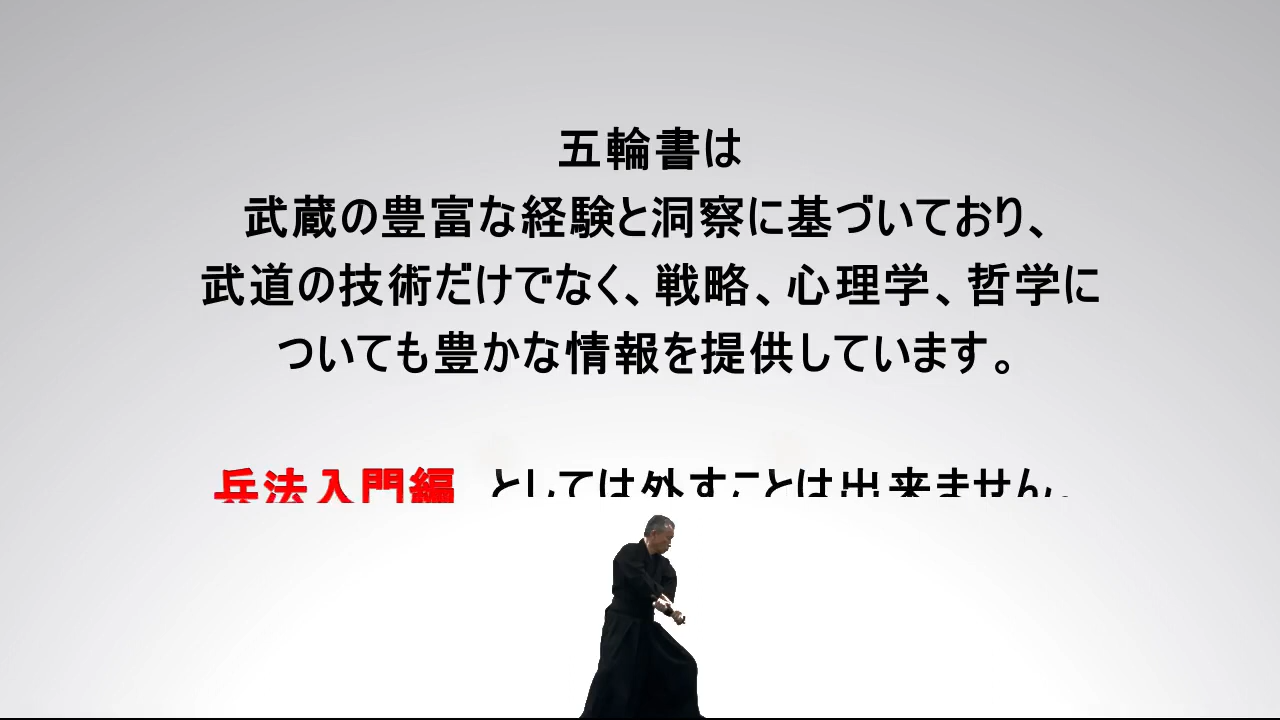 五輪書は
武蔵の豊富な経験と洞察に基づいており、
武道の技術だけでなく、戦略、心理学、哲学に
ついても豊かな情報を提供しています。
兵法入門編 としては外すことは出来ません。